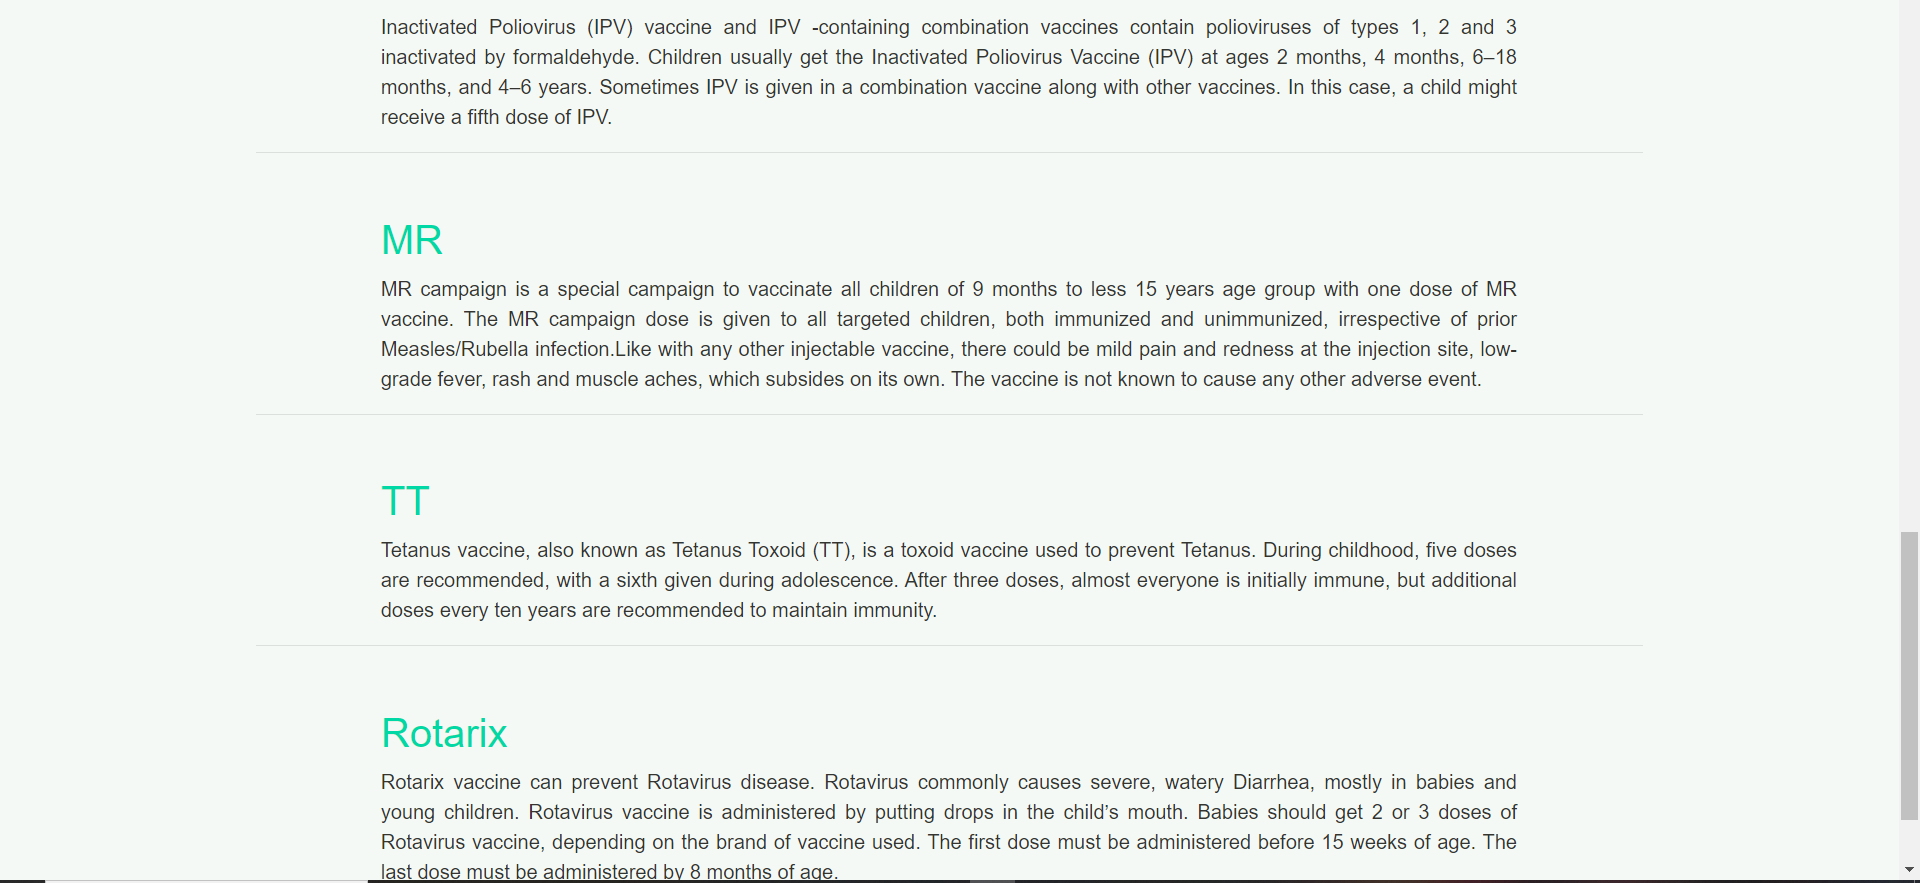 Inactivated Poliovirus (IPV) vaccine and IPV -containing combination vaccines contain polioviruses of types 1, 2 and 3
inactivated by formaldehyde. Children usually get the Inactivated Poliovirus Vaccine (IPV) at ages 2 months, 4 months, 6–18
months, and 4–6 years. Sometimes IPV is given in a combination vaccine along with other vaccines. In this case, a child might
receive a fifth dose of IPV.
MR
MR campaign is a special campaign to vaccinate all children of 9 months to less 15 years age group with one dose of MR
vaccine. The MR campaign dose is given to all targeted children, both immunized and unimmunized, irrespective of prior
Measles/Rubella infection.Like with any other injectable vaccine, there could be mild pain and redness at the injection site, low-
grade fever, rash and muscle aches, which subsides on its own. The vaccine is not known to cause any other adverse event.
TT
Tetanus vaccine, also known as Tetanus Toxoid (TT), is a toxoid vaccine used to prevent Tetanus. During childhood, five doses
are recommended, with a sixth given during adolescence. After three doses, almost everyone is initially immune, but additional
doses every ten years are recommended to maintain immunity.
Rotarix
Rotarix vaccine can prevent Rotavirus disease. Rotavirus commonly causes severe, watery Diarrhea, mostly in babies and
young children. Rotavirus vaccine is administered by putting drops in the child’s mouth. Babies should get 2 or 3 doses of
Rotavirus vaccine, depending on the brand of vaccine used. The first dose must be administered before 15 weeks of age. The
last dose must be administered by 8 months of age.